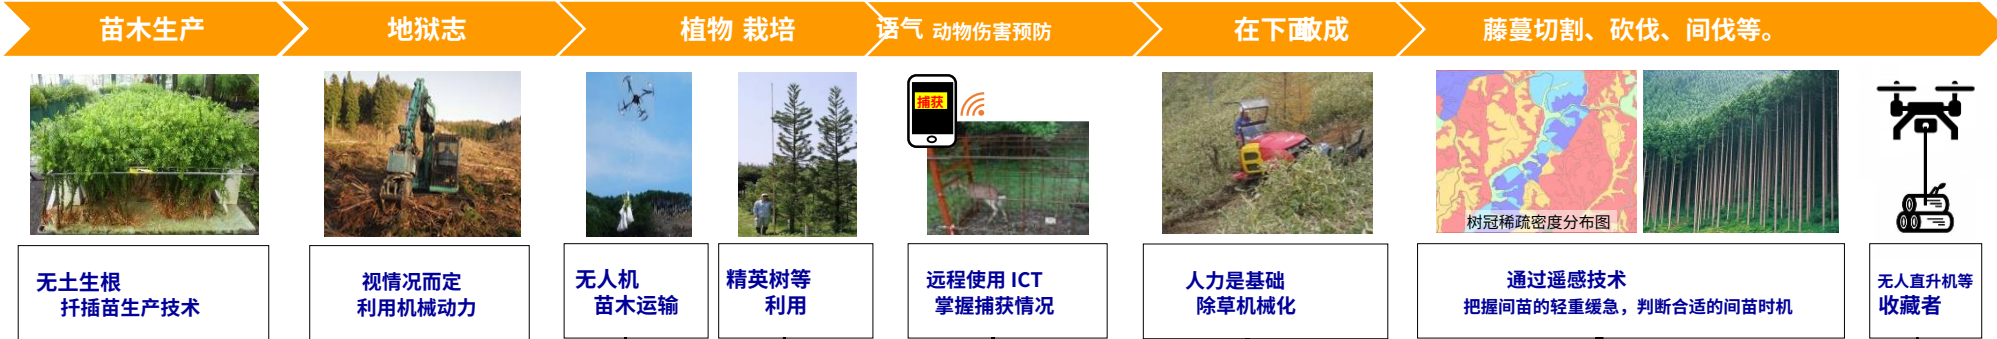 苗木生产
地狱志
植物 栽培
语气 动物伤害预防
在下面敢成
藤蔓切割、砍伐、间伐等。
捕获
树冠稀疏密度分布图
无土生根
扦插苗生产技术
视情况而定
利用机械动力
无人机
苗木运输
精英树等
利用
远程使用 ICT
掌握捕获情况
人力是基础
除草机械化
通过遥感技术
把握间苗的轻重缓急，判断合适的间苗时机
无人直升机等
收藏者